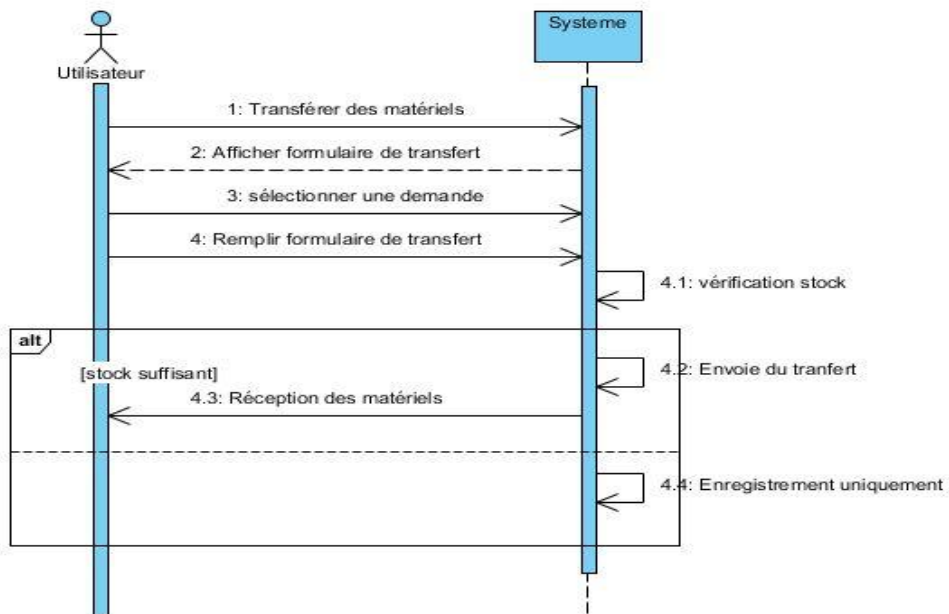 Systeme
Utilisateur
1: Transférer des matériels
2: Afficher formulaire de transfert
3: sélectionner une demande
4: Remplir formulaire de transfert
4.1: vérification stock
alt
[stock suffisant]
4.2: Envoie du tranfert
4.3: Réception des matériels
4.4: Enregistrement uniquement